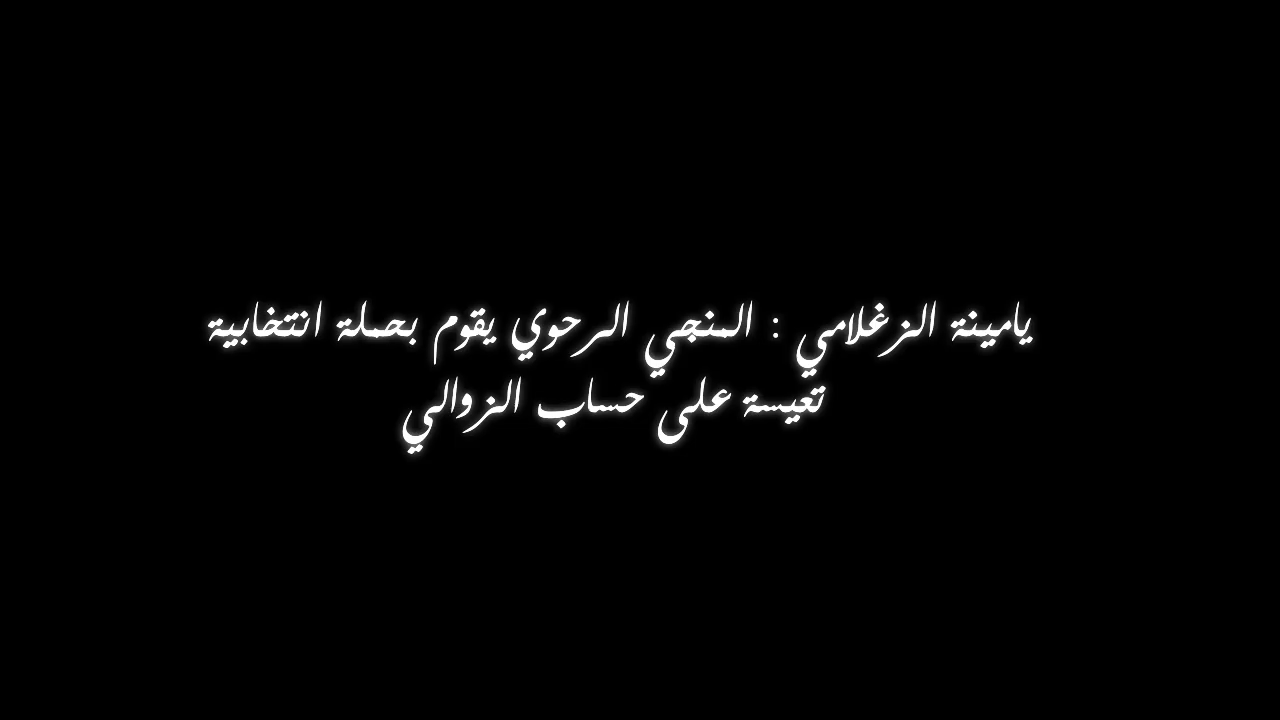 يامينة الزغلامي : المنجي الرحوي يقوم بحملة انتخابية
تعيسة على حساب الزوالي